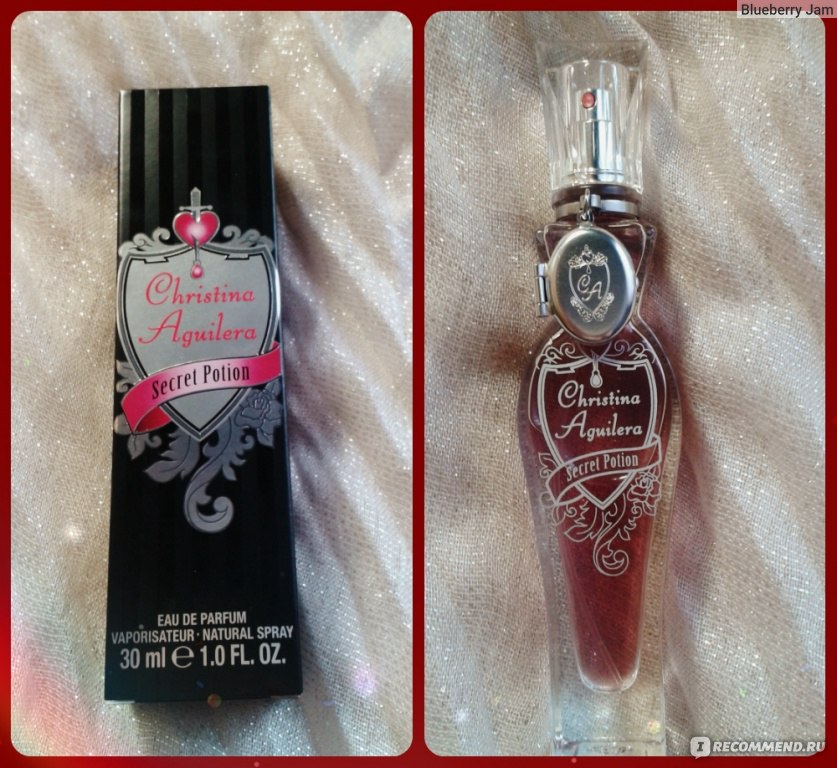 Blueberry Jam
Christina
Aguilera
Secret Potion
EAU DE PARFUM
VAPORISATEUR · NATURAL SPRAY
30 ml ℮ 1.0 FL. OZ.
CA
Christina
Aguilera
Secret Potion
I RECOMMEND.RU